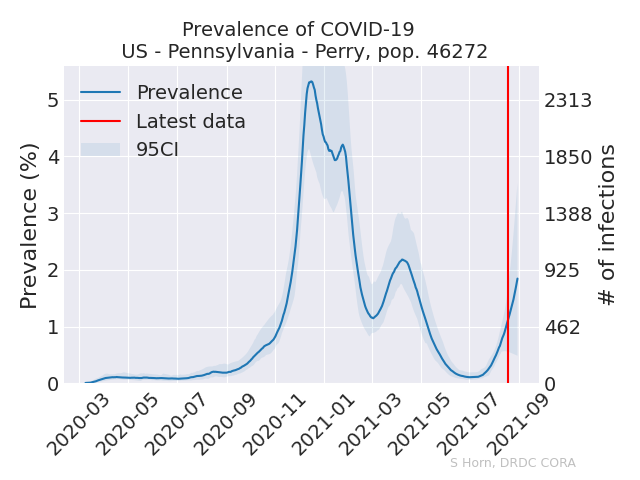 Prevalence of COVID-19
US - Pennsylvania - Perry, pop. 46272
Prevalence
Latest data
95CI
Prevalence (%)
5
4
3
2
1
0
2313
1850
1388
925
462
0
# of infections
2020-03
2020-05
2020-07
2020-09
2020-11
2021-01
2021-03
2021-05
2021-07
2021-09
S Horn, DRDC CORA